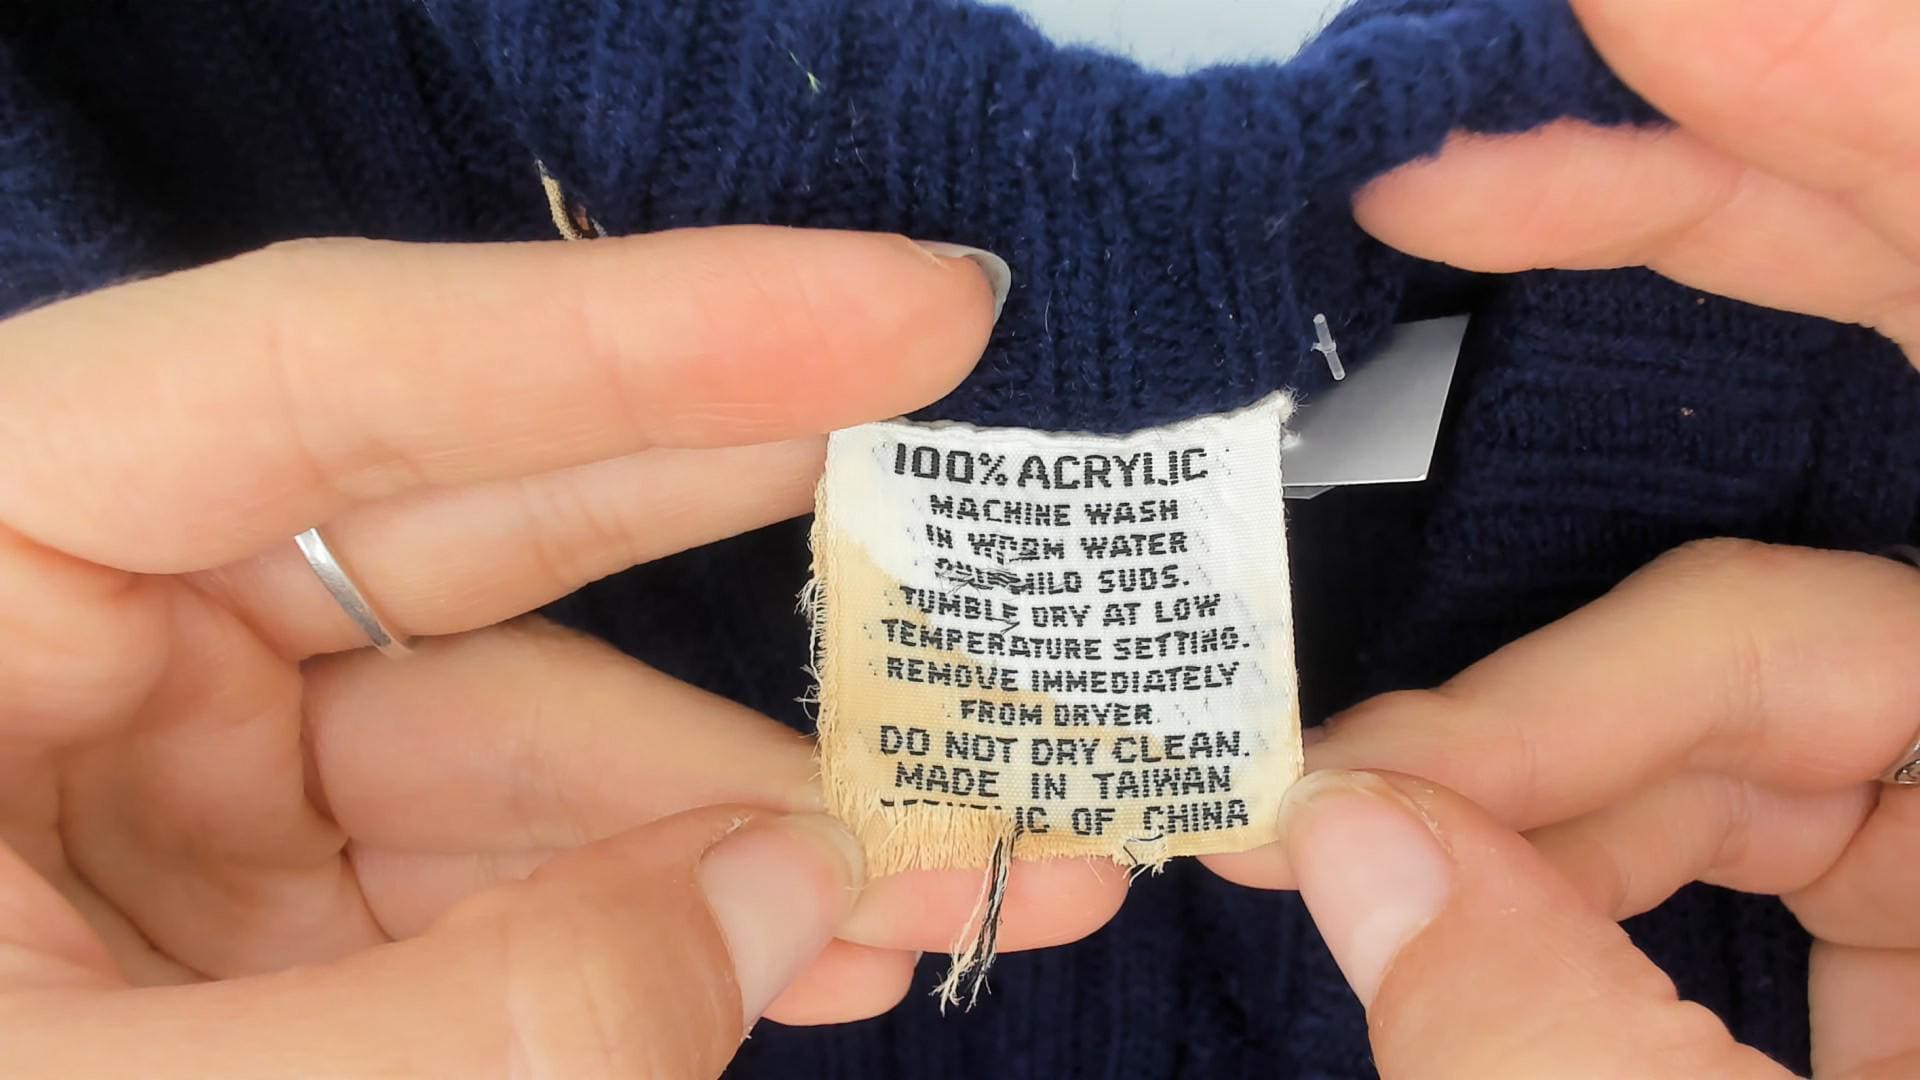 100% ACRYLIC
MACHINE WASH
IN WARM WATER
MILD SUDS.
TUMBLE DRY AT LOW
TEMPERATURE SETTING.
REMOVE IMMEDIATELY
FROM DRYER.
DO NOT DRY CLEAN.
MADE IN TAIWAN
OF CHINA